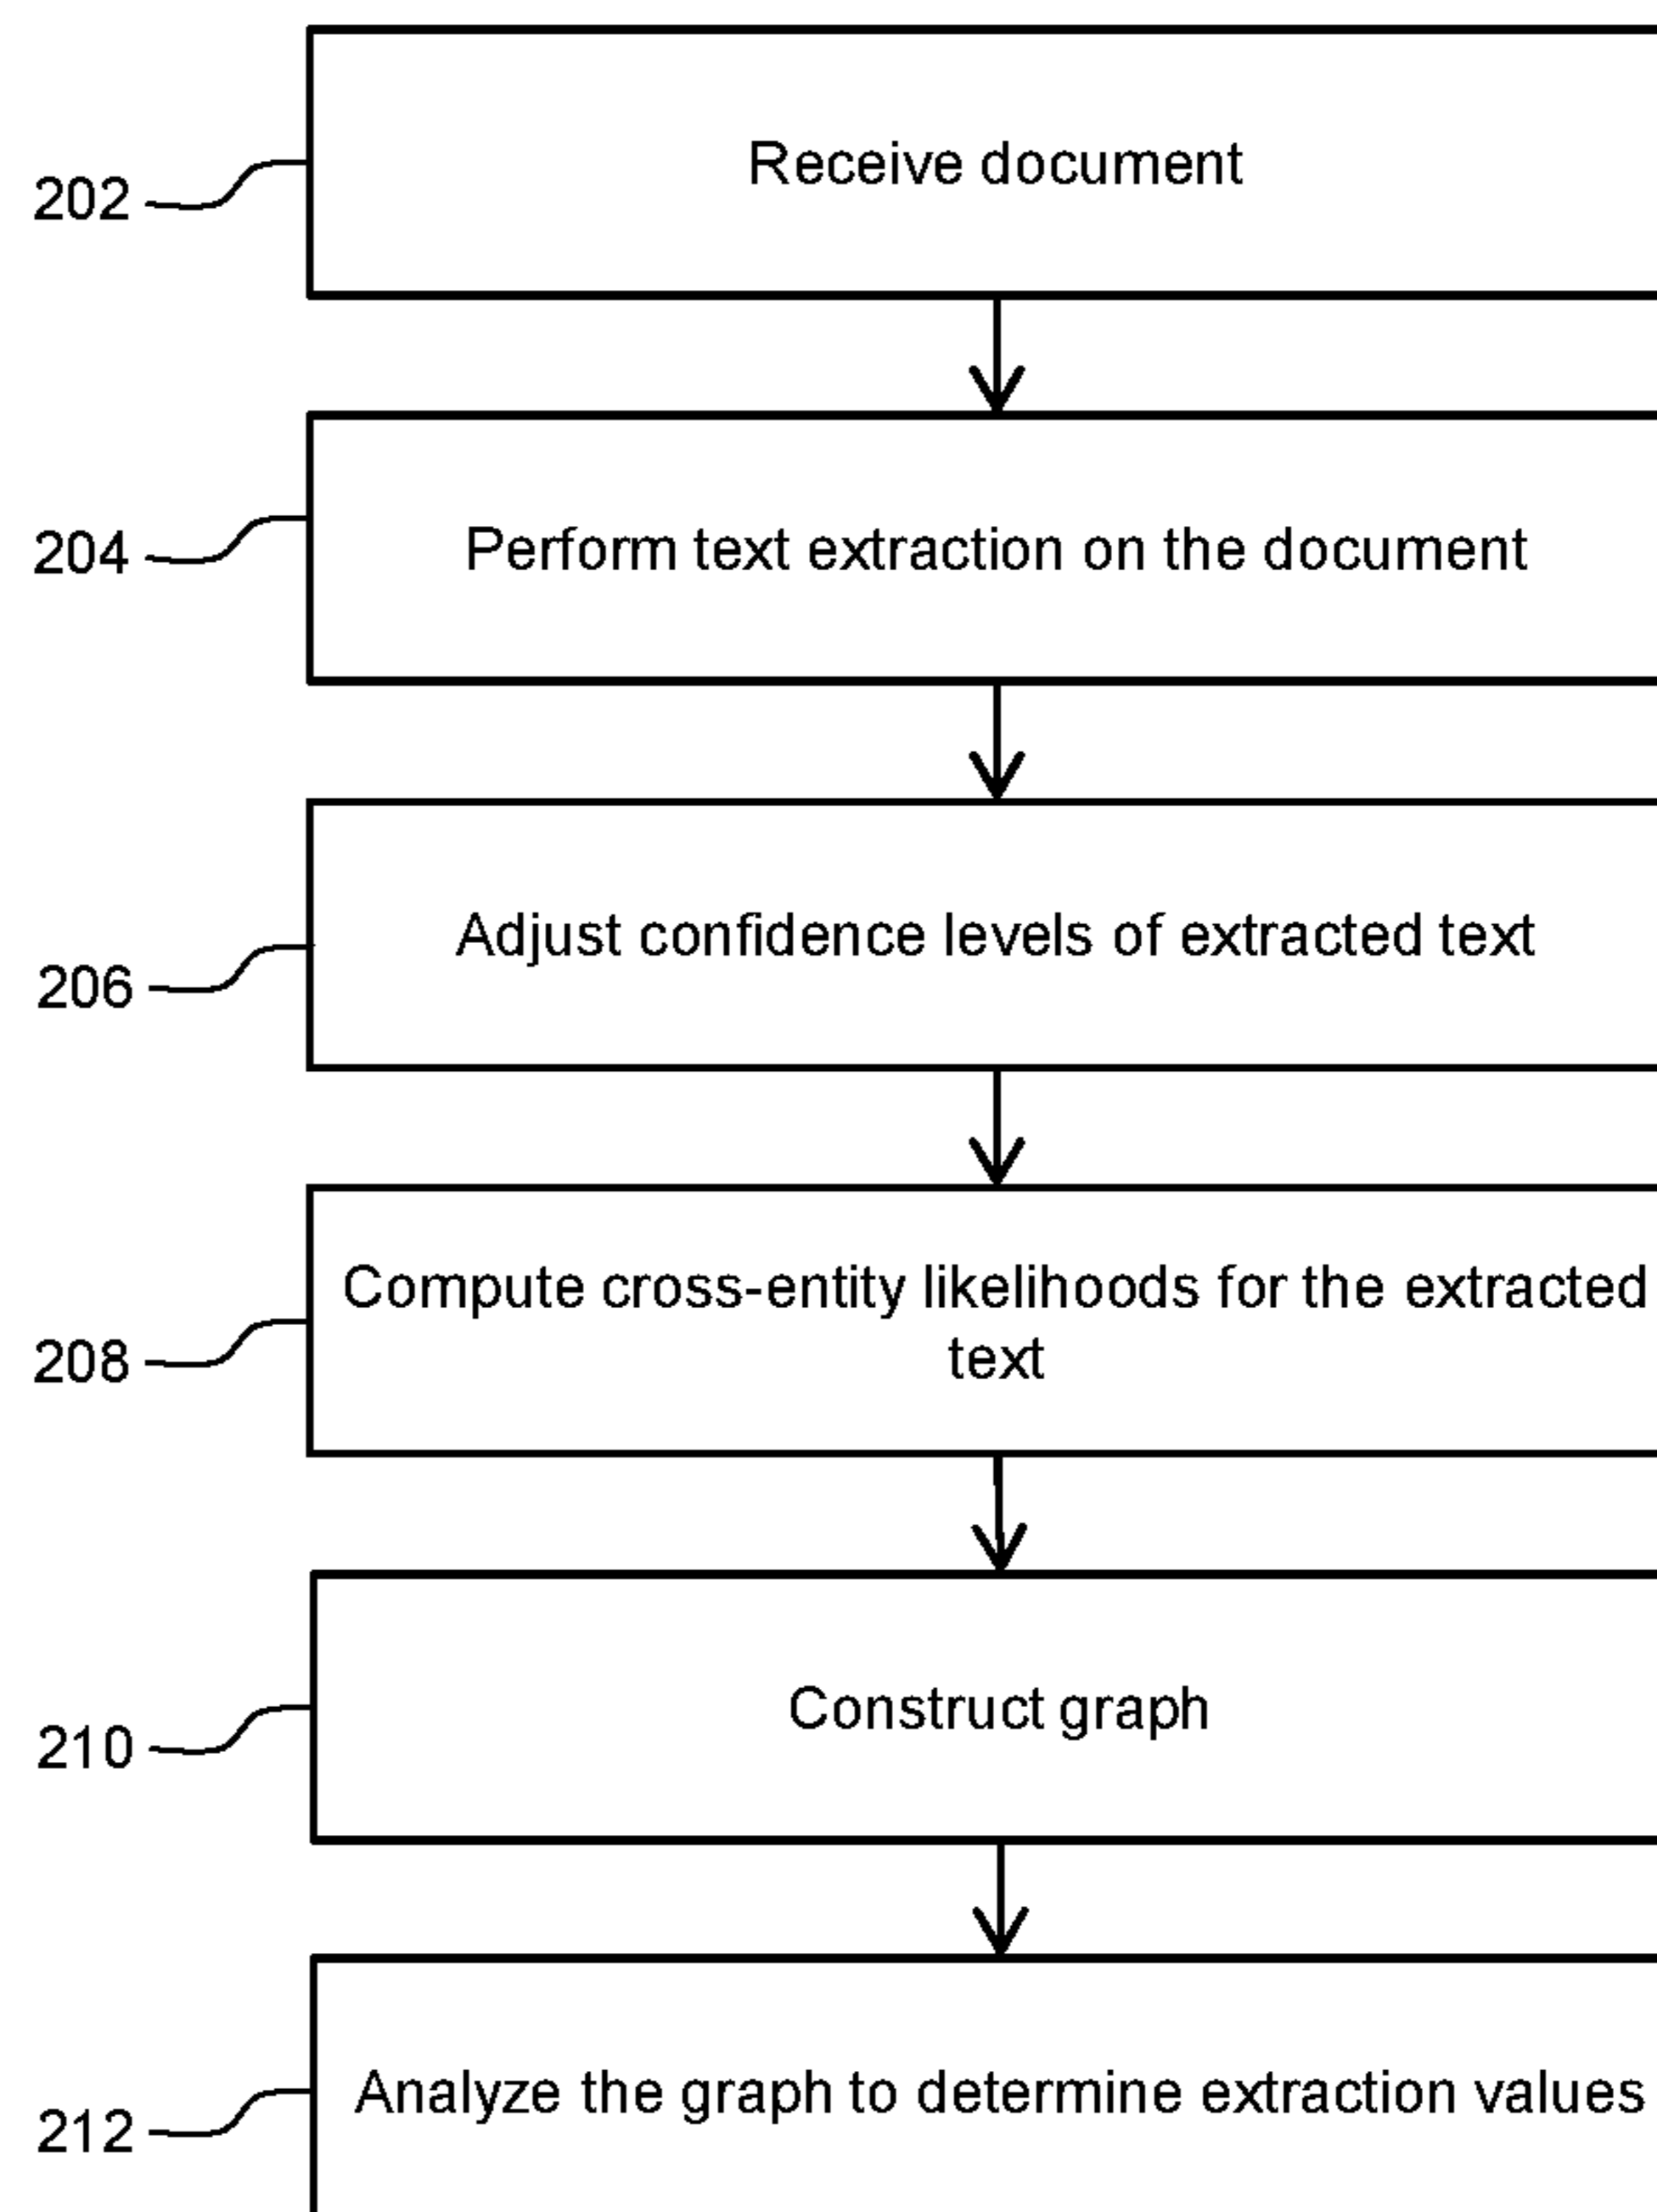 Receive document
202
Perform text extraction on the document
204
Adjust confidence levels of extracted text
206
Compute cross-entity likelihoods for the extracted
text
208
Construct graph
210
Analyze the graph to determine extraction values
212